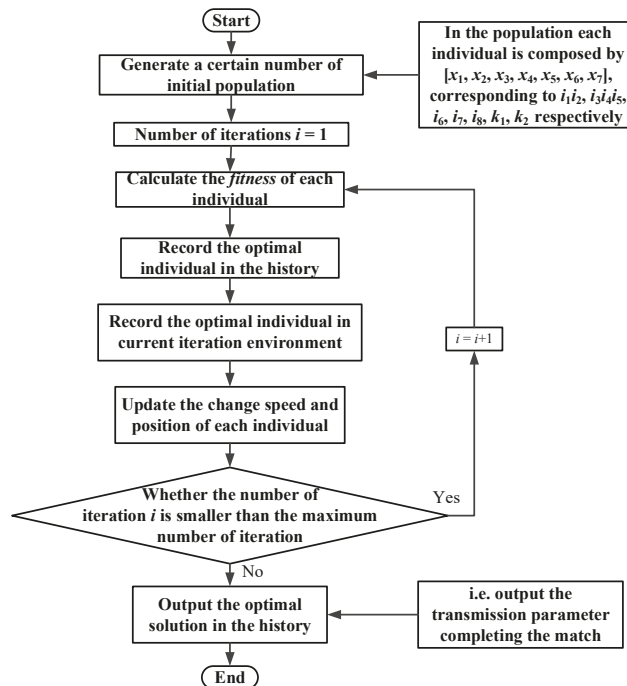 Start
Generate a certain number of
initial population
In the population each
individual is composed by
[x₁, x₂, x₃, x₄, x₅, x₆, x₇],
corresponding to i₁i₂, i₃i₄i₅,
i₆, i₇, i₈, k₁, k₂ respectively
Number of iterations i = 1
Calculate the fitness of each
individual
Record the optimal
individual in the history
Record the optimal individual in
current iteration environment
i = i+1
Update the change speed and
position of each individual
Whether the number of
iteration i is smaller than the maximum
number of iteration
Yes
No
Output the optimal
solution in the history
i.e. output the
transmission parameter
completing the match
End